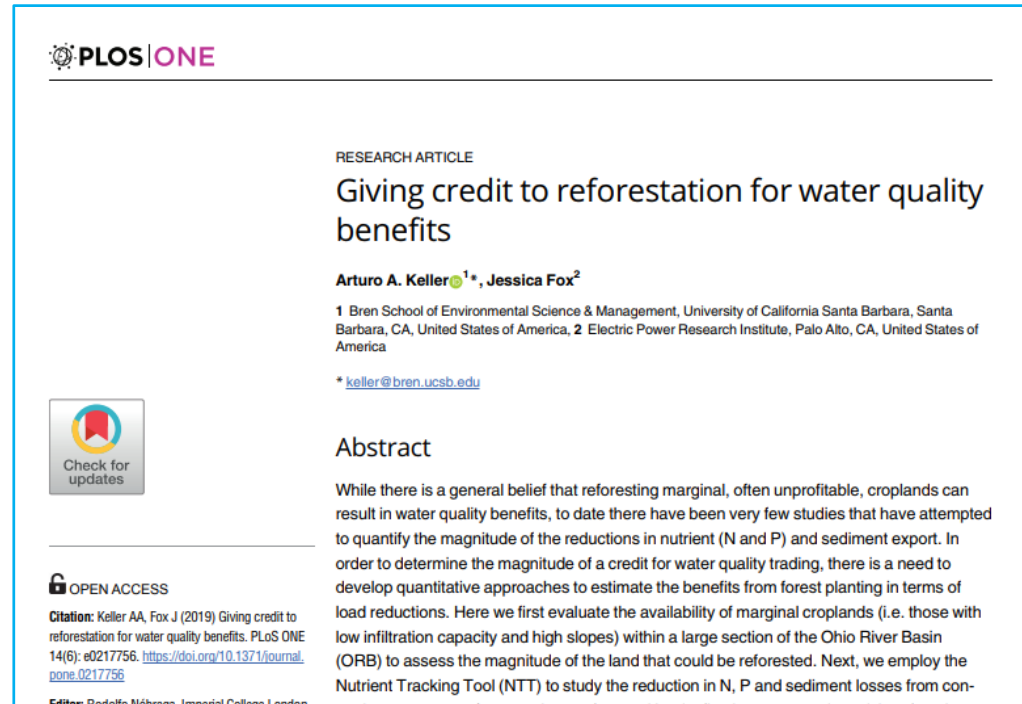 PLOS ONE
RESEARCH ARTICLE
Giving credit to reforestation for water quality
benefits
Arturo A. Keller 1*, Jessica Fox2
1 Bren School of Environmental Science & Management, University of California Santa Barbara, Santa
Barbara, CA, United States of America, 2 Electric Power Research Institute, Palo Alto, CA, United States of
America
* keller@bren.ucsb.edu
Abstract
While there is a general belief that reforesting marginal, often unprofitable, croplands can
result in water quality benefits, to date there have been very few studies that have attempted
to quantify the magnitude of the reductions in nutrient (N and P) and sediment export. In
order to determine the magnitude of a credit for water quality trading, there is a need to
develop quantitative approaches to estimate the benefits from forest planting in terms of
load reductions. Here we first evaluate the availability of marginal croplands (i.e. those with
low infiltration capacity and high slopes) within a large section of the Ohio River Basin
(ORB) to assess the magnitude of the land that could be reforested. Next, we employ the
Nutrient Tracking Tool (NTT) to study the reduction in N, P and sediment losses from con-
Check for
updates
OPEN ACCESS
Citation: Keller AA, Fox J (2019) Giving credit to
reforestation for water quality benefits. PLoS ONE
14(6): e0217756. https://doi.org/10.1371/journal.
pone.0217756
Editor: Rodolfo Nóbrega, Imperial College London